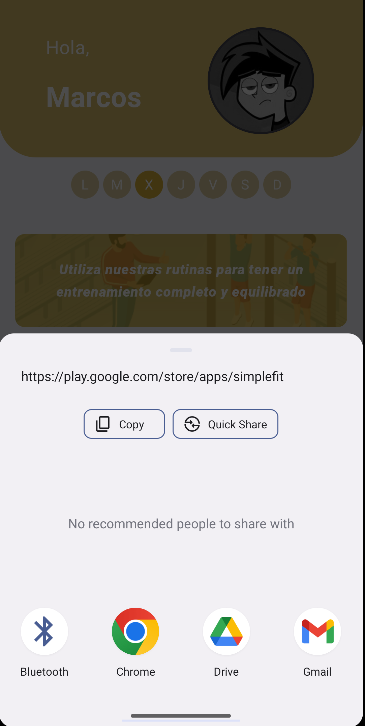 Hola,
Marcos
L M X J V S D
Utiliza nuestras rutinas para tener un
entrenamiento completo y equilibrado
https://play.google.com/store/apps/simplefit
Copy Quick Share
No recommended people to share with
Bluetooth Chrome Drive Gmail